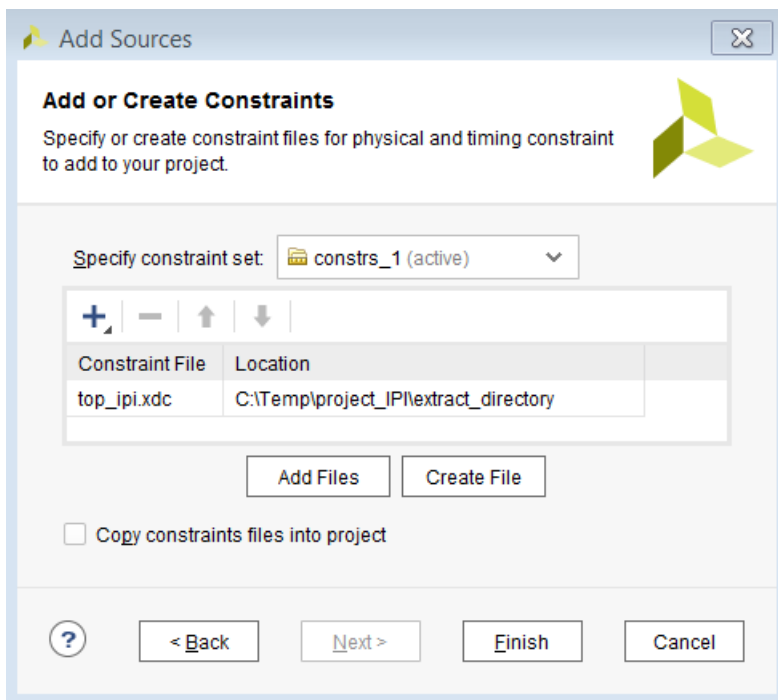 Add Sources
Add or Create Constraints
Specify or create constraint files for physical and timing constraint
to add to your project.
Specify constraint set: constrs_1 (active)
Constraint File Location
top_ipi.xdc C:\Temp\project_IPI\extract_directory
Add Files Create File
Copy constraints files into project
? < Back Next > Finish Cancel